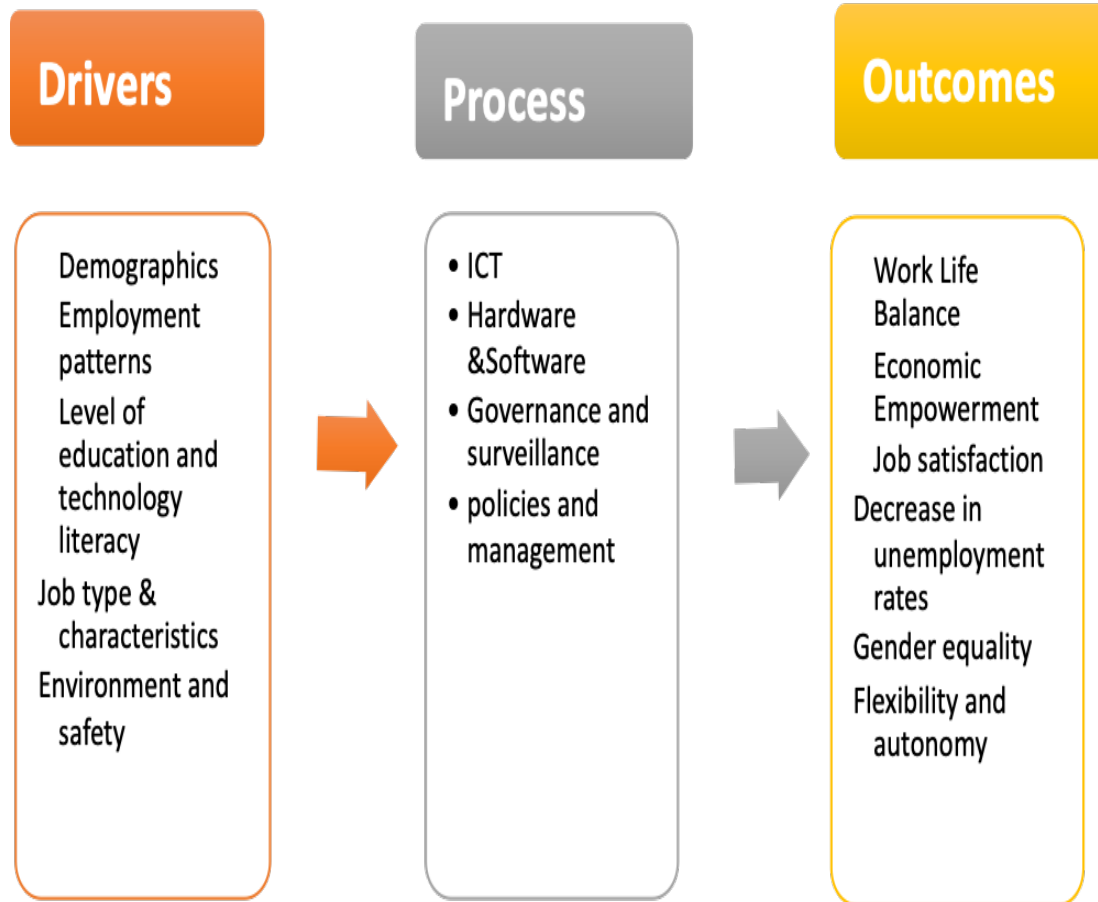 Drivers
Demographics
Employment
patterns
Level of
education and
technology
literacy
Job type &
characteristics
Environment and
safety
Process
• ICT
• Hardware
&Software
• Governance and
surveillance
• policies and
management
Outcomes
Work Life
Balance
Economic
Empowerment
Job satisfaction
Decrease in
unemployment
rates
Gender equality
Flexibility and
autonomy